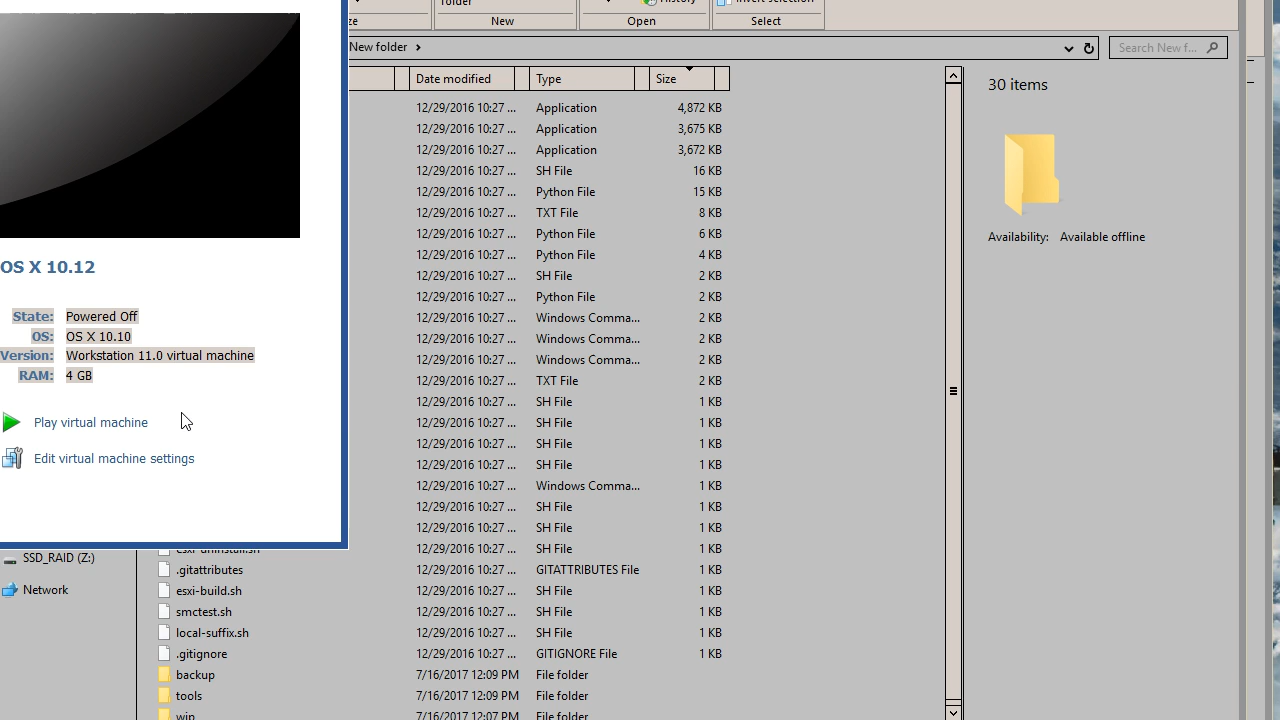 Folder
History
Invert selection
ze
New
Open
Select
New folder
Search New f...
Date modified
Type
Size
30 items
12/29/2016 10:27 ... Application 4,872 KB
12/29/2016 10:27 ... Application 3,675 KB
12/29/2016 10:27 ... Application 3,672 KB
12/29/2016 10:27 ... SH File 16 KB
12/29/2016 10:27 ... Python File 15 KB
12/29/2016 10:27 ... TXT File 8 KB
12/29/2016 10:27 ... Python File 6 KB
12/29/2016 10:27 ... Python File 4 KB
12/29/2016 10:27 ... SH File 2 KB
12/29/2016 10:27 ... Python File 2 KB
12/29/2016 10:27 ... Windows Comma... 2 KB
12/29/2016 10:27 ... Windows Comma... 2 KB
12/29/2016 10:27 ... Windows Comma... 2 KB
12/29/2016 10:27 ... TXT File 2 KB
12/29/2016 10:27 ... SH File 1 KB
12/29/2016 10:27 ... SH File 1 KB
12/29/2016 10:27 ... SH File 1 KB
12/29/2016 10:27 ... SH File 1 KB
12/29/2016 10:27 ... Windows Comma... 1 KB
12/29/2016 10:27 ... SH File 1 KB
12/29/2016 10:27 ... SH File 1 KB
esxi-uninstall.sh 12/29/2016 10:27 ... SH File 1 KB
.gitattributes 12/29/2016 10:27 ... GITATTRIBUTES File 1 KB
esxi-build.sh 12/29/2016 10:27 ... SH File 1 KB
smctest.sh 12/29/2016 10:27 ... SH File 1 KB
local-suffix.sh 12/29/2016 10:27 ... SH File 1 KB
.gitignore 12/29/2016 10:27 ... GITIGNORE File 1 KB
backup 7/16/2017 12:09 PM File folder
tools 7/16/2017 12:09 PM File folder
wip 7/16/2017 12:07 PM File folder
Availability: Available offline
OS X 10.12
State: Powered Off
OS: OS X 10.10
Version: Workstation 11.0 virtual machine
RAM: 4 GB
Play virtual machine
Edit virtual machine settings
SSD_RAID (Z:)
Network